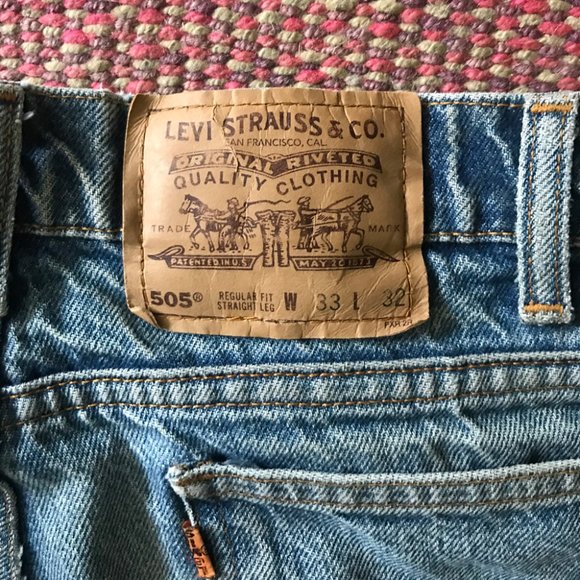 LEVI STRAUSS & CO.
SAN FRANCISCO, CAL.
ORIGINAL RIVETED
QUALITY CLOTHING
TRADE MARK
PATENTED IN U.S. MAY 20 1873
505® REGULAR FIT STRAIGHT LEG W 33 L 32